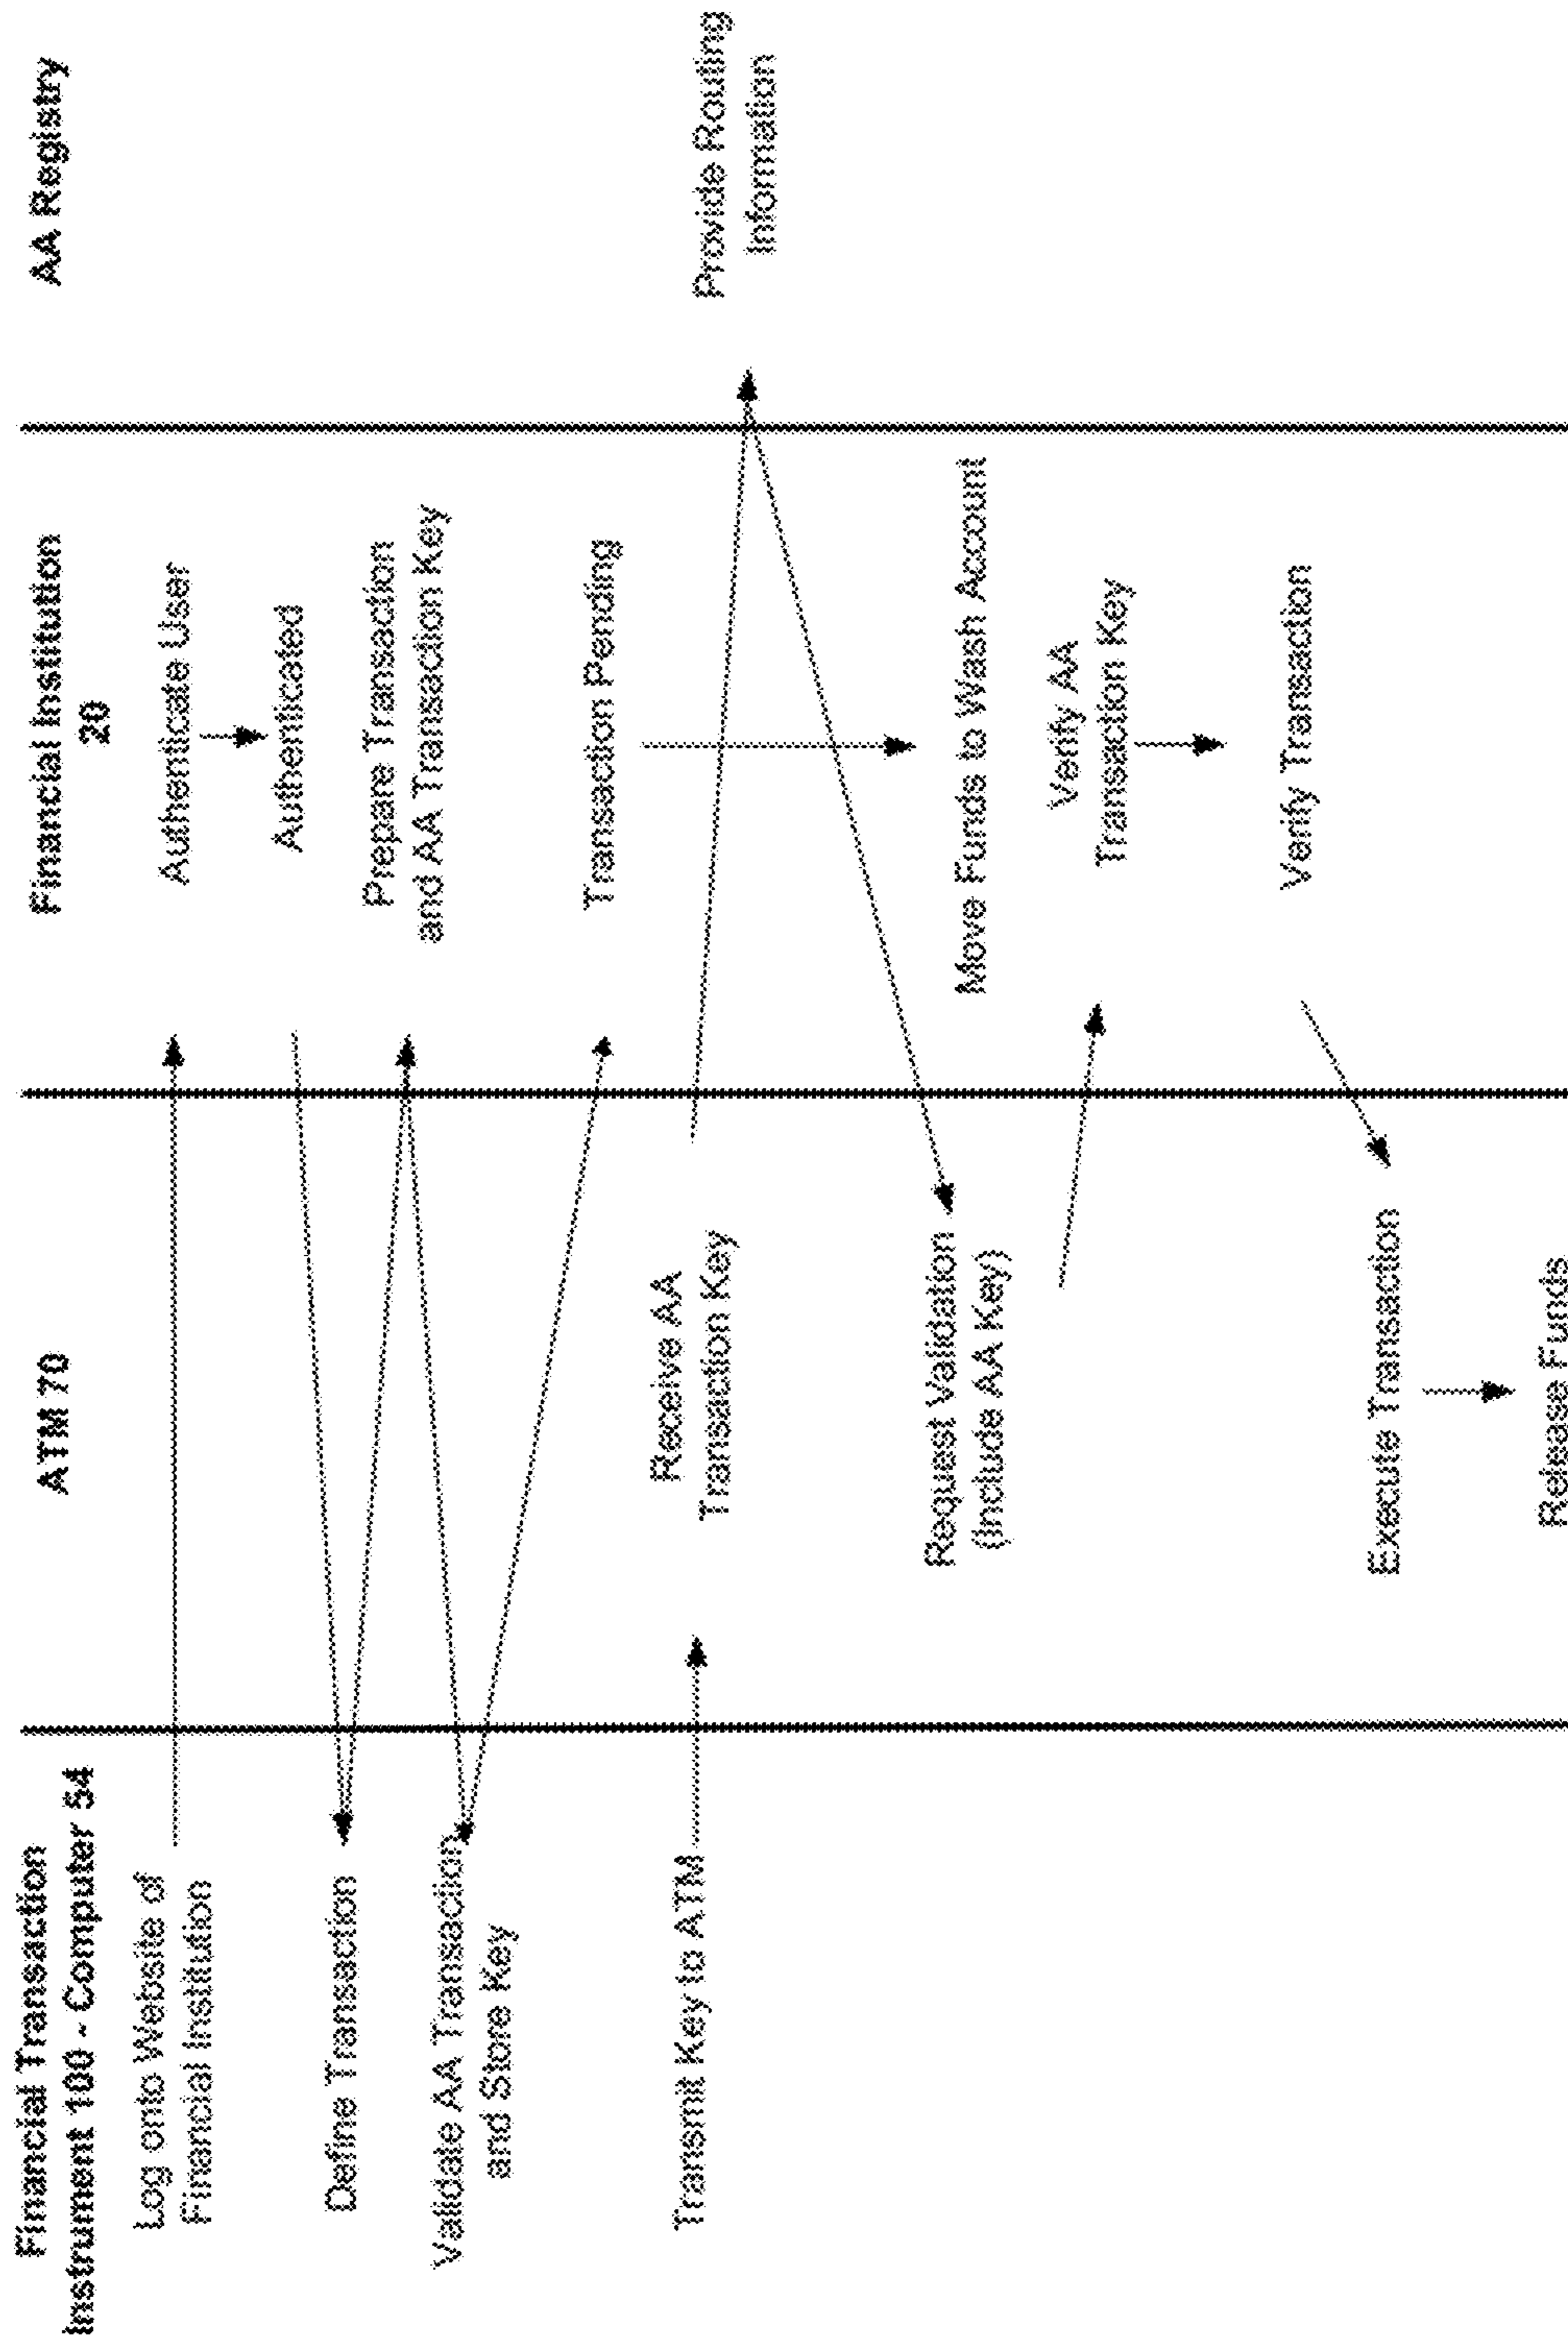 Financial Transaction
Instrument 100 - Computer 54
ATM 70
Financial Institution
20
AA Registry
Log onto Website of
Financial Institution
Authenticate User
Authenticated
Define Transaction
Prepare Transaction
and AA Transaction Key
Validate AA Transaction
and Store Key
Transaction Pending
Transmit Key to ATM
Receive AA
Transaction Key
Provide Routing
Information
Request Validation
(Include AA Key)
Move Funds to Wash Account
Verify AA
Transaction Key
Verify Transaction
Execute Transaction
Release Funds